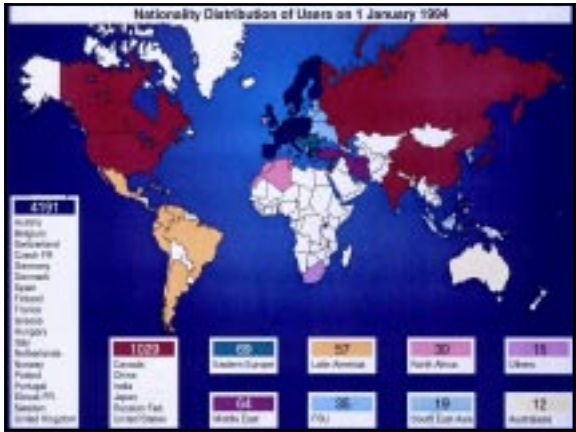 Nationality Distribution of Users on 1 January 1994
4191
Austria
Belgium
Switzerland
Czech FR
Germany
Denmark
Spain
Finland
France
Greece
Hungary
Italy
Netherlands
Norway
Poland
Portugal
Slovak FR
Sweden
United Kingdom
1029
Canada
China
India
Japan
Russian Fed.
United States
69
Eastern Europe
57
Latin America
30
North Africa
Others
64
Middle East
FSU
19
South East Asia
12
Australasia